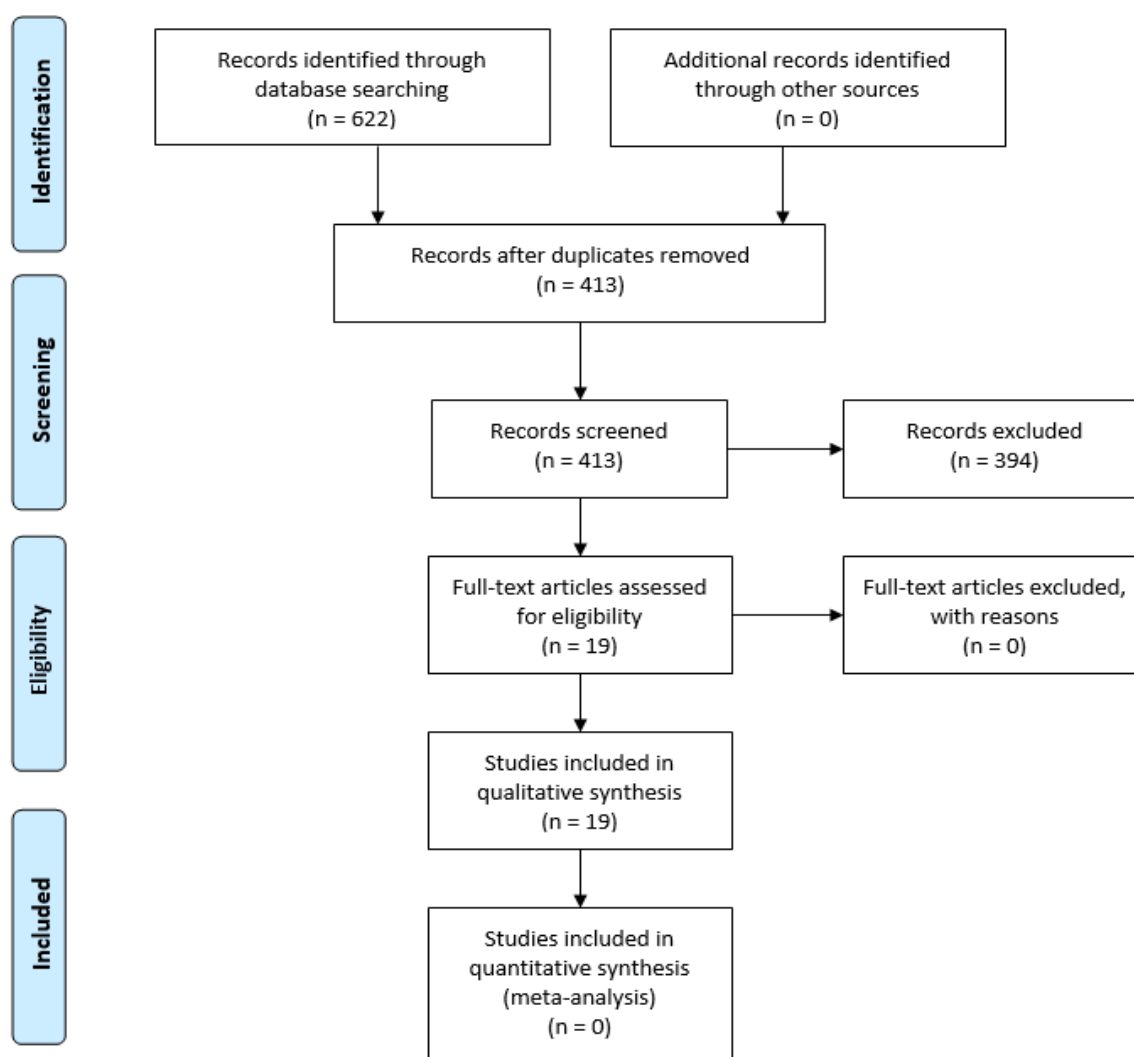 Identification
Records identified through
database searching
(n = 622)
Additional records identified
through other sources
(n = 0)
Records after duplicates removed
(n = 413)
Screening
Records screened
(n = 413)
Records excluded
(n = 394)
Eligibility
Full-text articles assessed
for eligibility
(n = 19)
Full-text articles excluded,
with reasons
(n = 0)
Studies included in
qualitative synthesis
(n = 19)
Included
Studies included in
quantitative synthesis
(meta-analysis)
(n = 0)